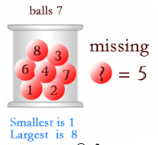 balls 7
8
3
missing
6
4
7
? = 5
1
2
Smallest is 1
Largest is 8